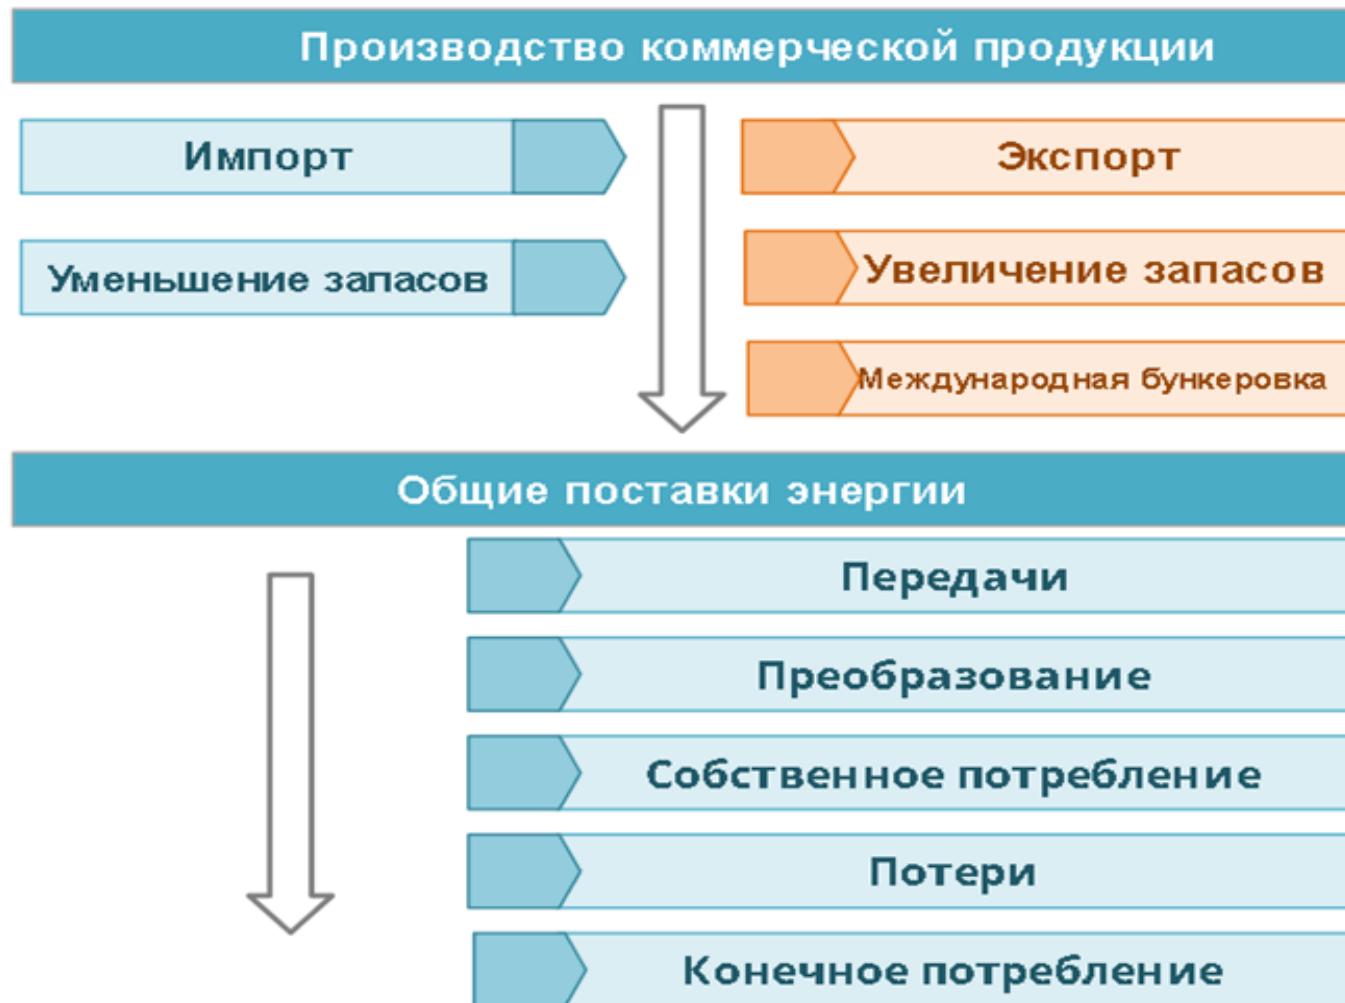 Производство коммерческой продукции
Импорт
Экспорт
Уменьшение запасов
Увеличение запасов
Международная бункеровка
Общие поставки энергии
Передачи
Преобразование
Собственное потребление
Потери
Конечное потребление